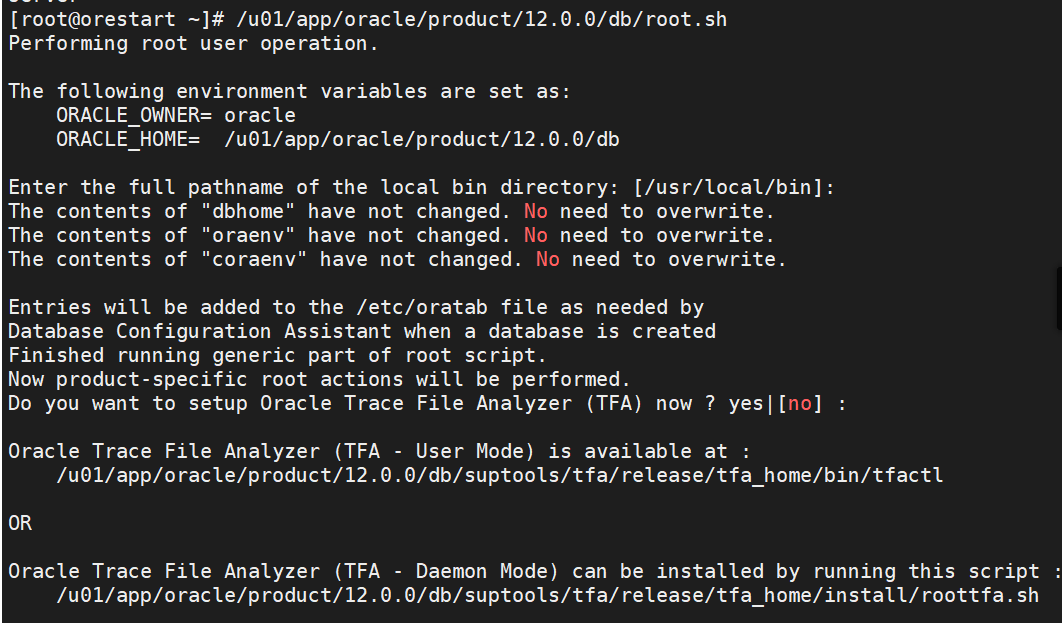 [root@orestart ~]# /u01/app/oracle/product/12.0.0/db/root.sh
Performing root user operation.
The following environment variables are set as:
    ORACLE_OWNER= oracle
    ORACLE_HOME=  /u01/app/oracle/product/12.0.0/db
Enter the full pathname of the local bin directory: [/usr/local/bin]:
The contents of "dbhome" have not changed. No need to overwrite.
The contents of "oraenv" have not changed. No need to overwrite.
The contents of "coraenv" have not changed. No need to overwrite.
Entries will be added to the /etc/oratab file as needed by
Database Configuration Assistant when a database is created
Finished running generic part of root script.
Now product-specific root actions will be performed.
Do you want to setup Oracle Trace File Analyzer (TFA) now ? yes|[no] :
Oracle Trace File Analyzer (TFA - User Mode) is available at :
    /u01/app/oracle/product/12.0.0/db/suptools/tfa/release/tfa_home/bin/tfactl
OR
Oracle Trace File Analyzer (TFA - Daemon Mode) can be installed by running this script :
    /u01/app/oracle/product/12.0.0/db/suptools/tfa/release/tfa_home/install/roottfa.sh